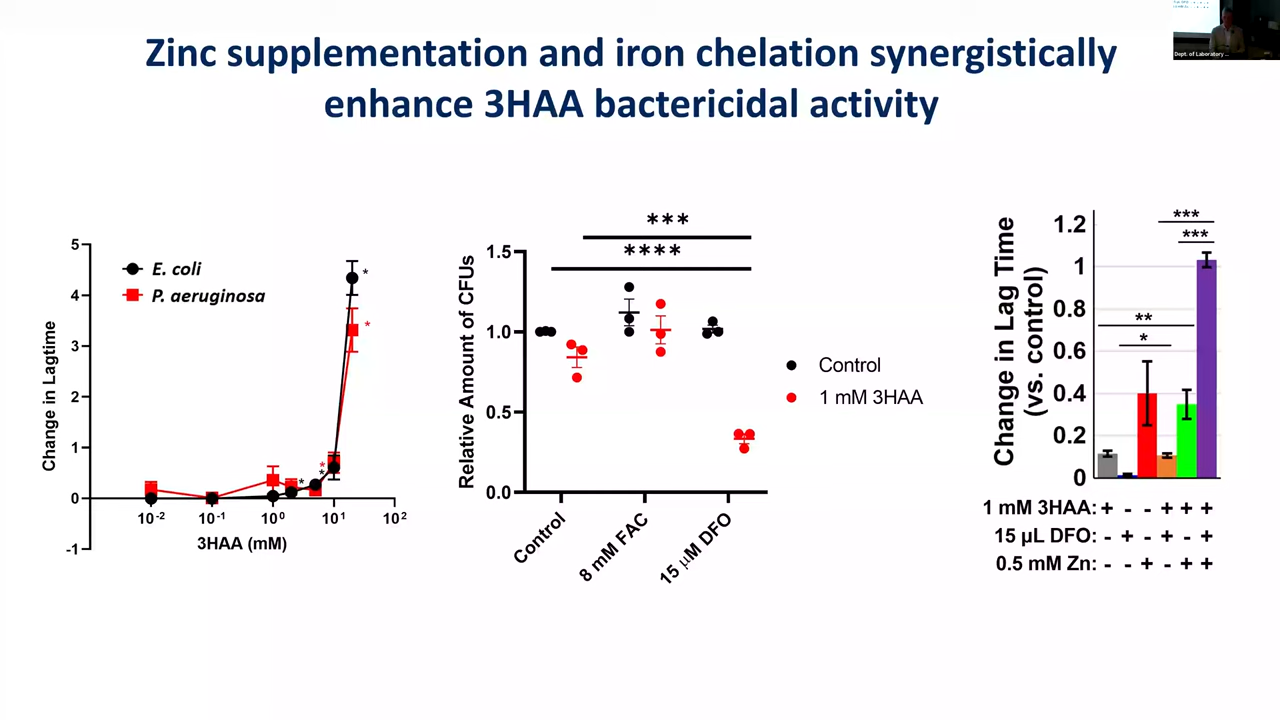 Zinc supplementation and iron chelation synergistically
enhance 3HAA bactericidal activity
Dept. of Laboratory ...
5
4
3
2
1
0
-1
Change in Lagtime
E. coli
P. aeruginosa
*
*
*
*
*
10-2
10-1
100
101
102
3HAA (mM)
***
****
1.5
1.0
0.5
0.0
Relative Amount of CFUs
Control
8 mM FAC
15 μM DFO
Control
1 mM 3HAA
Change in Lag Time
(vs. control)
1.2
1
0.8
0.6
0.4
0.2
0
***
***
**
*
1 mM 3HAA: + - - + + +
15 µL DFO: - + - + - +
0.5 mM Zn: - - + - + +